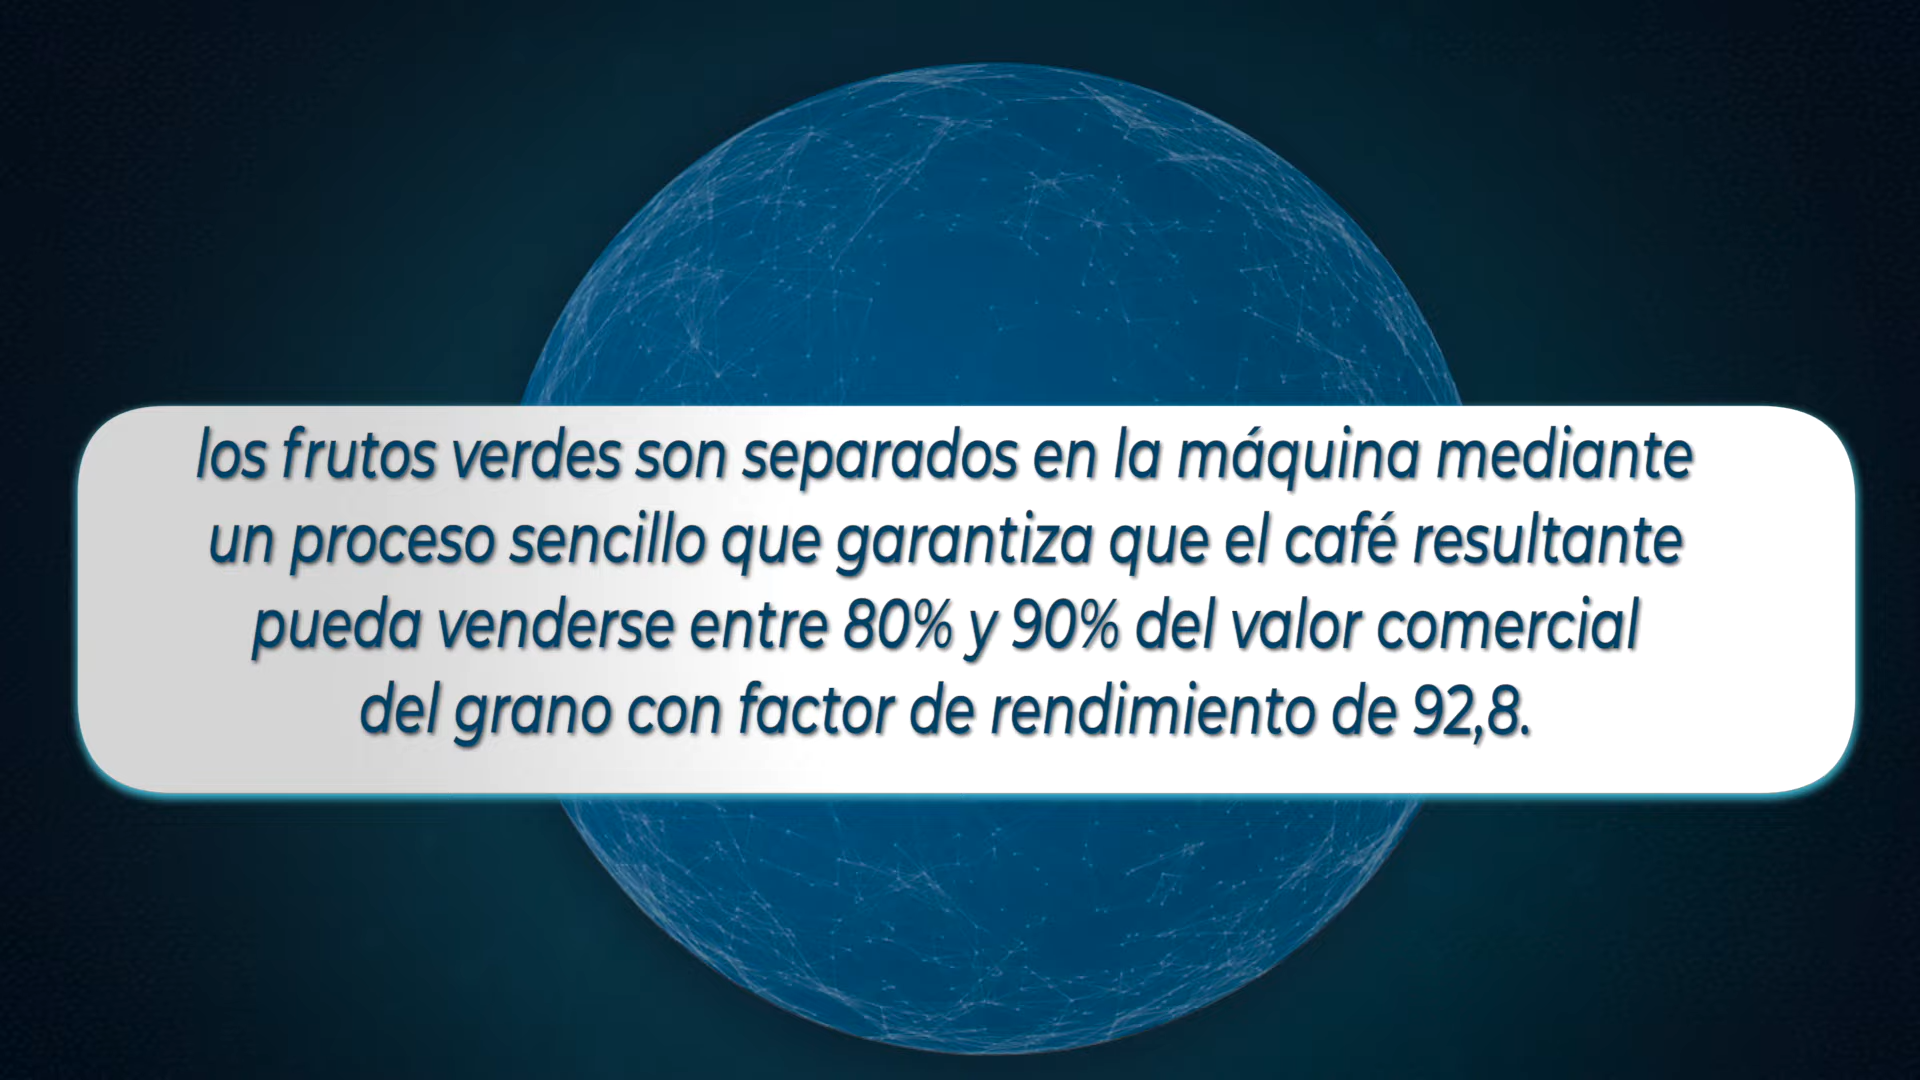 los frutos verdes son separados en la máquina mediante
un proceso sencillo que garantiza que el café resultante
pueda venderse entre 80% y 90% del valor comercial
del grano con factor de rendimiento de 92,8.